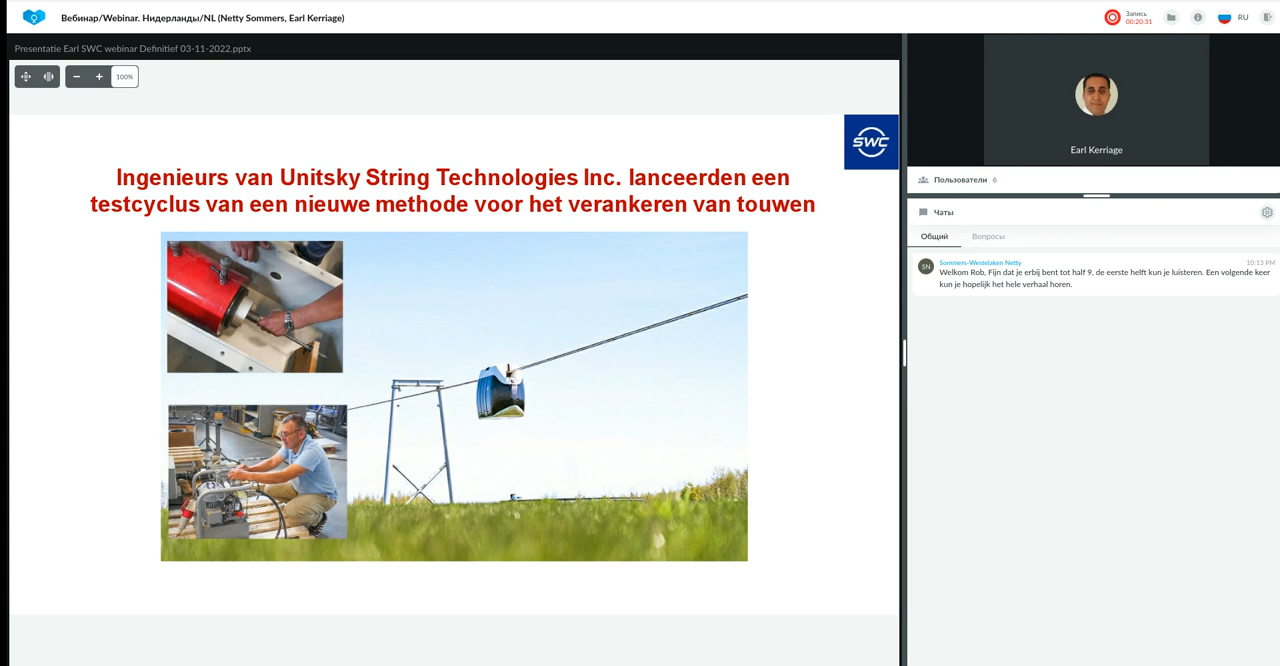 Вебинар/Webinar. Нидерланды/NL (Netty Sommers, Earl Kerriage)
Запись
00:20:31
RU
Presentatie Earl SWC webinar Definitief 03-11-2022.pptx
100%
SWC
Ingenieurs van Unitsky String Technologies Inc. lanceerden een
testcyclus van een nieuwe methode voor het verankeren van touwen
Earl Kerriage
Пользователи 6
Чаты
Общий Вопросы
SN
Sommers-Westelaken Netty 10:13 PM
Welkom Rob, Fijn dat je erbij bent tot half 9, de eerste helft kun je luisteren. Een volgende keer
kun je hopelijk het hele verhaal horen.